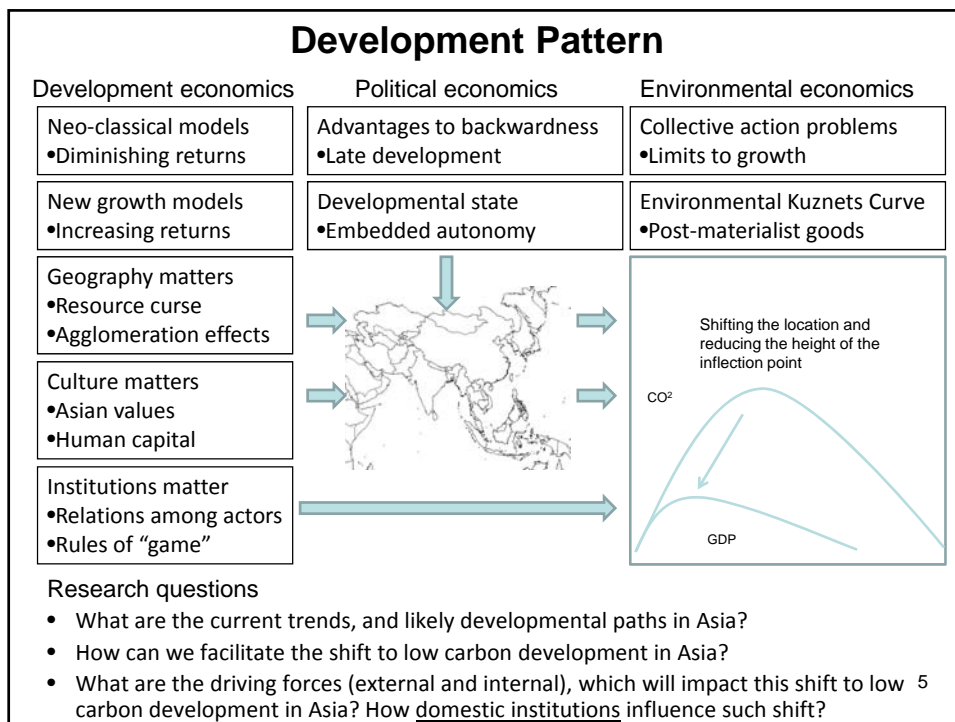 Development Pattern
Development economics
Neo-classical models
•Diminishing returns
New growth models
•Increasing returns
Geography matters
•Resource curse
•Agglomeration effects
Culture matters
•Asian values
•Human capital
Institutions matter
•Relations among actors
•Rules of “game”
Political economics
Advantages to backwardness
•Late development
Developmental state
•Embedded autonomy
Environmental economics
Collective action problems
•Limits to growth
Environmental Kuznets Curve
•Post-materialist goods
Shifting the location and
reducing the height of the
inflection point
CO²
GDP
Research questions
• What are the current trends, and likely developmental paths in Asia?
• How can we facilitate the shift to low carbon development in Asia?
• What are the driving forces (external and internal), which will impact this shift to low
carbon development in Asia? How domestic institutions influence such shift?
5